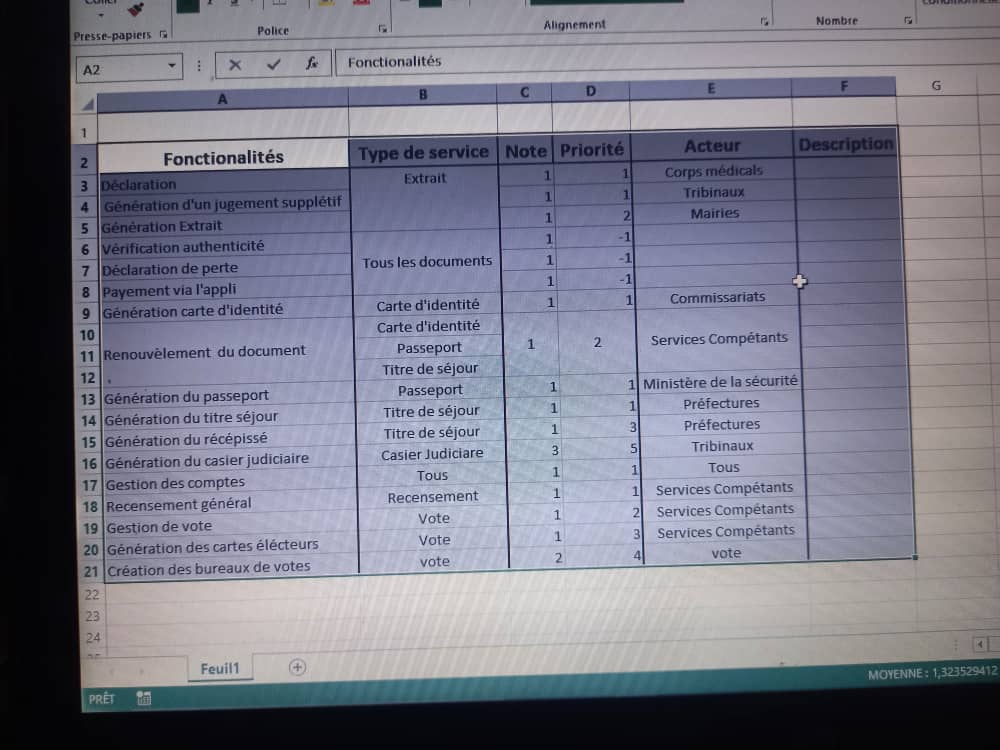 Presse-papiers
Police
Alignement
Nombre
A2
fx
Fonctionalités
A B C D E F G
1
2 Fonctionalités Type de service Note Priorité Acteur Description
3 Déclaration Extrait 1 1 Corps médicals
4 Génération d'un jugement supplétif 1 1 Tribinaux
5 Génération Extrait 1 2 Mairies
6 Vérification authenticité 1 -1
7 Déclaration de perte Tous les documents 1 -1
8 Payement via l'appli 1 -1
9 Génération carte d'identité Carte d'identité 1 1 Commissariats
10 Carte d'identité
11 Renouvèlement du document Passeport 1 2 Services Compétants
12 Titre de séjour
13 Génération du passeport Passeport 1 1 Ministère de la sécurité
14 Génération du titre séjour Titre de séjour 1 1 Préfectures
15 Génération du récépissé Titre de séjour 1 3 Préfectures
16 Génération du casier judiciaire Casier Judiciare 3 5 Tribinaux
17 Gestion des comptes Tous 1 1 Tous
18 Recensement général Recensement 1 1 Services Compétants
19 Gestion de vote Vote 1 2 Services Compétants
20 Génération des cartes élécteurs Vote 1 3 Services Compétants
21 Création des bureaux de votes vote 2 4 vote
22
23
24
Feuil1
PRÊT
MOYENNE : 1,323529412